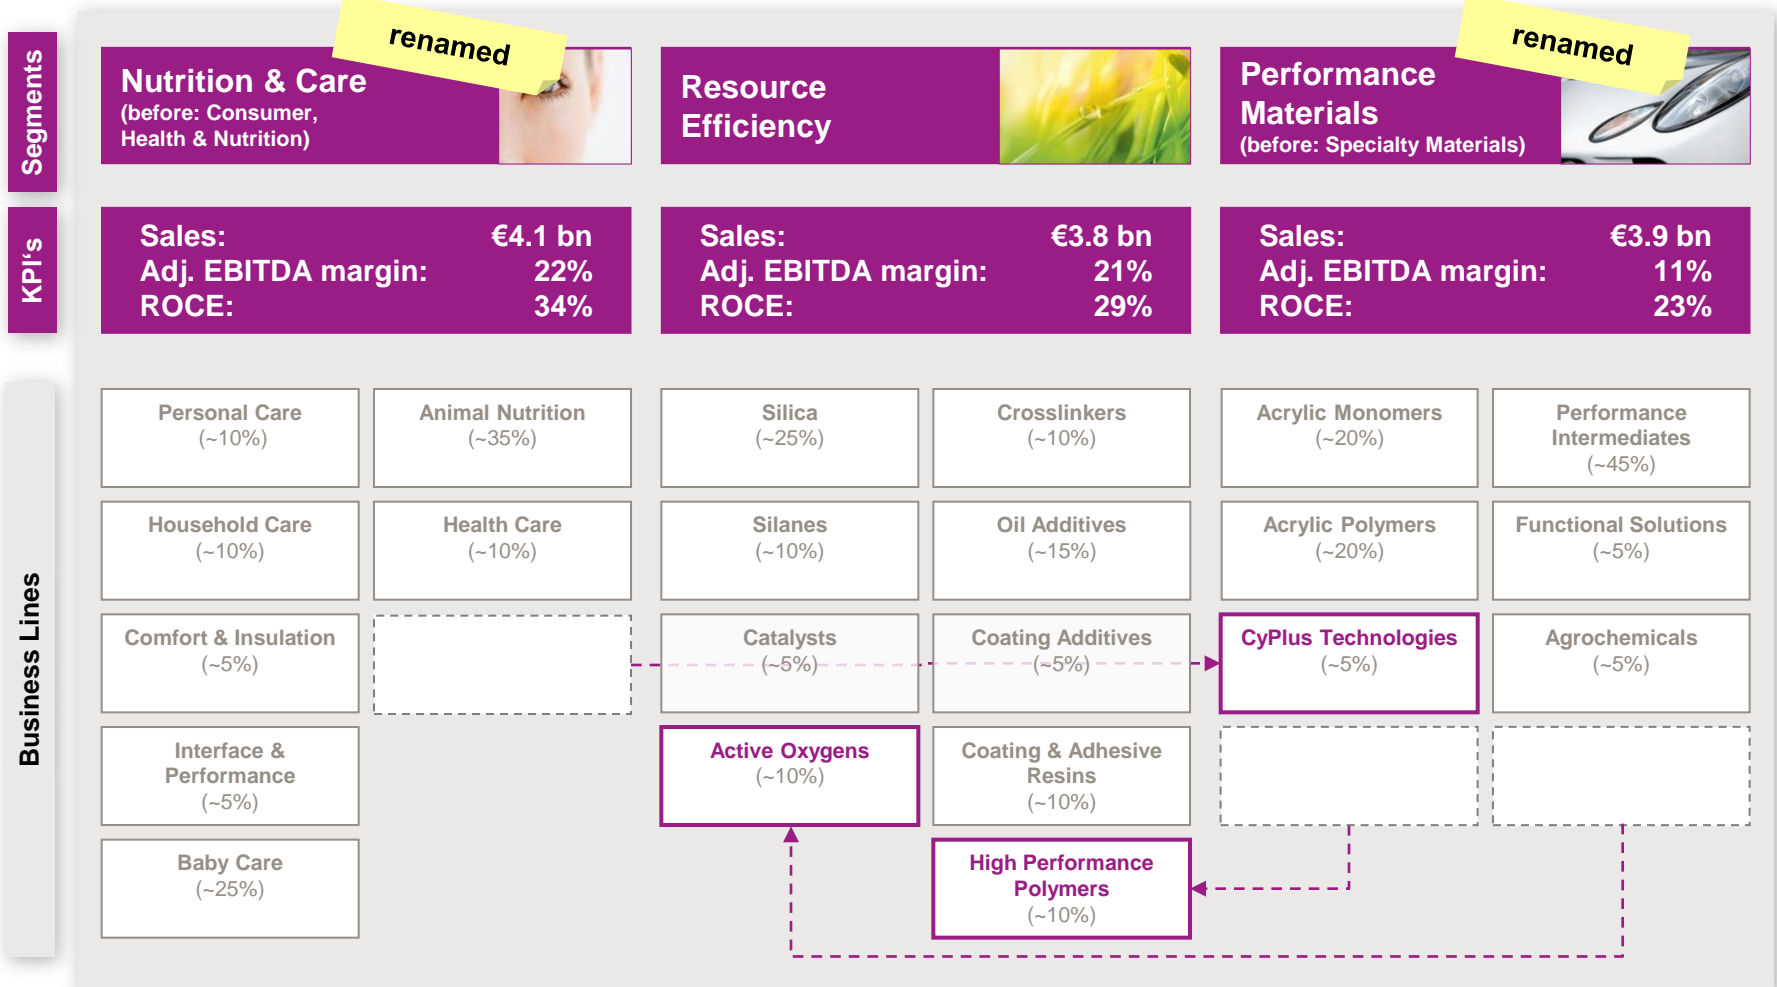 Segments
renamed
Nutrition & Care
(before: Consumer,
Health & Nutrition)
Resource
Efficiency
renamed
Performance
Materials
(before: Specialty Materials)
KPI‘s
Sales: €4.1 bn
Adj. EBITDA margin: 22%
ROCE: 34%
Sales: €3.8 bn
Adj. EBITDA margin: 21%
ROCE: 29%
Sales: €3.9 bn
Adj. EBITDA margin: 11%
ROCE: 23%
Business Lines
Personal Care
(~10%)
Animal Nutrition
(~35%)
Silica
(~25%)
Crosslinkers
(~10%)
Acrylic Monomers
(~20%)
Performance
Intermediates
(~45%)
Household Care
(~10%)
Health Care
(~10%)
Silanes
(~10%)
Oil Additives
(~15%)
Acrylic Polymers
(~20%)
Functional Solutions
(~5%)
Comfort & Insulation
(~5%)
Catalysts
(~5%)
Coating Additives
(~5%)
CyPlus Technologies
(~5%)
Agrochemicals
(~5%)
Interface &
Performance
(~5%)
Active Oxygens
(~10%)
Coating & Adhesive
Resins
(~10%)
Baby Care
(~25%)
High Performance
Polymers
(~10%)